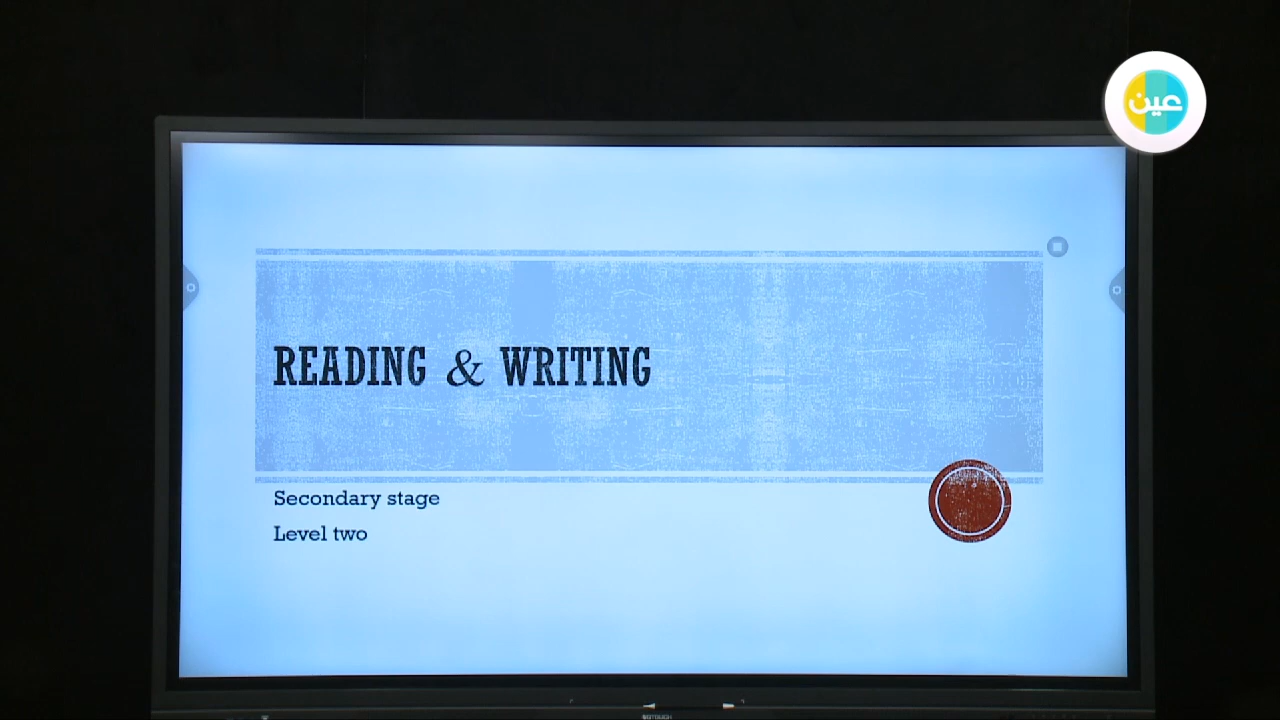 عين
READING & WRITING
Secondary stage
Level two